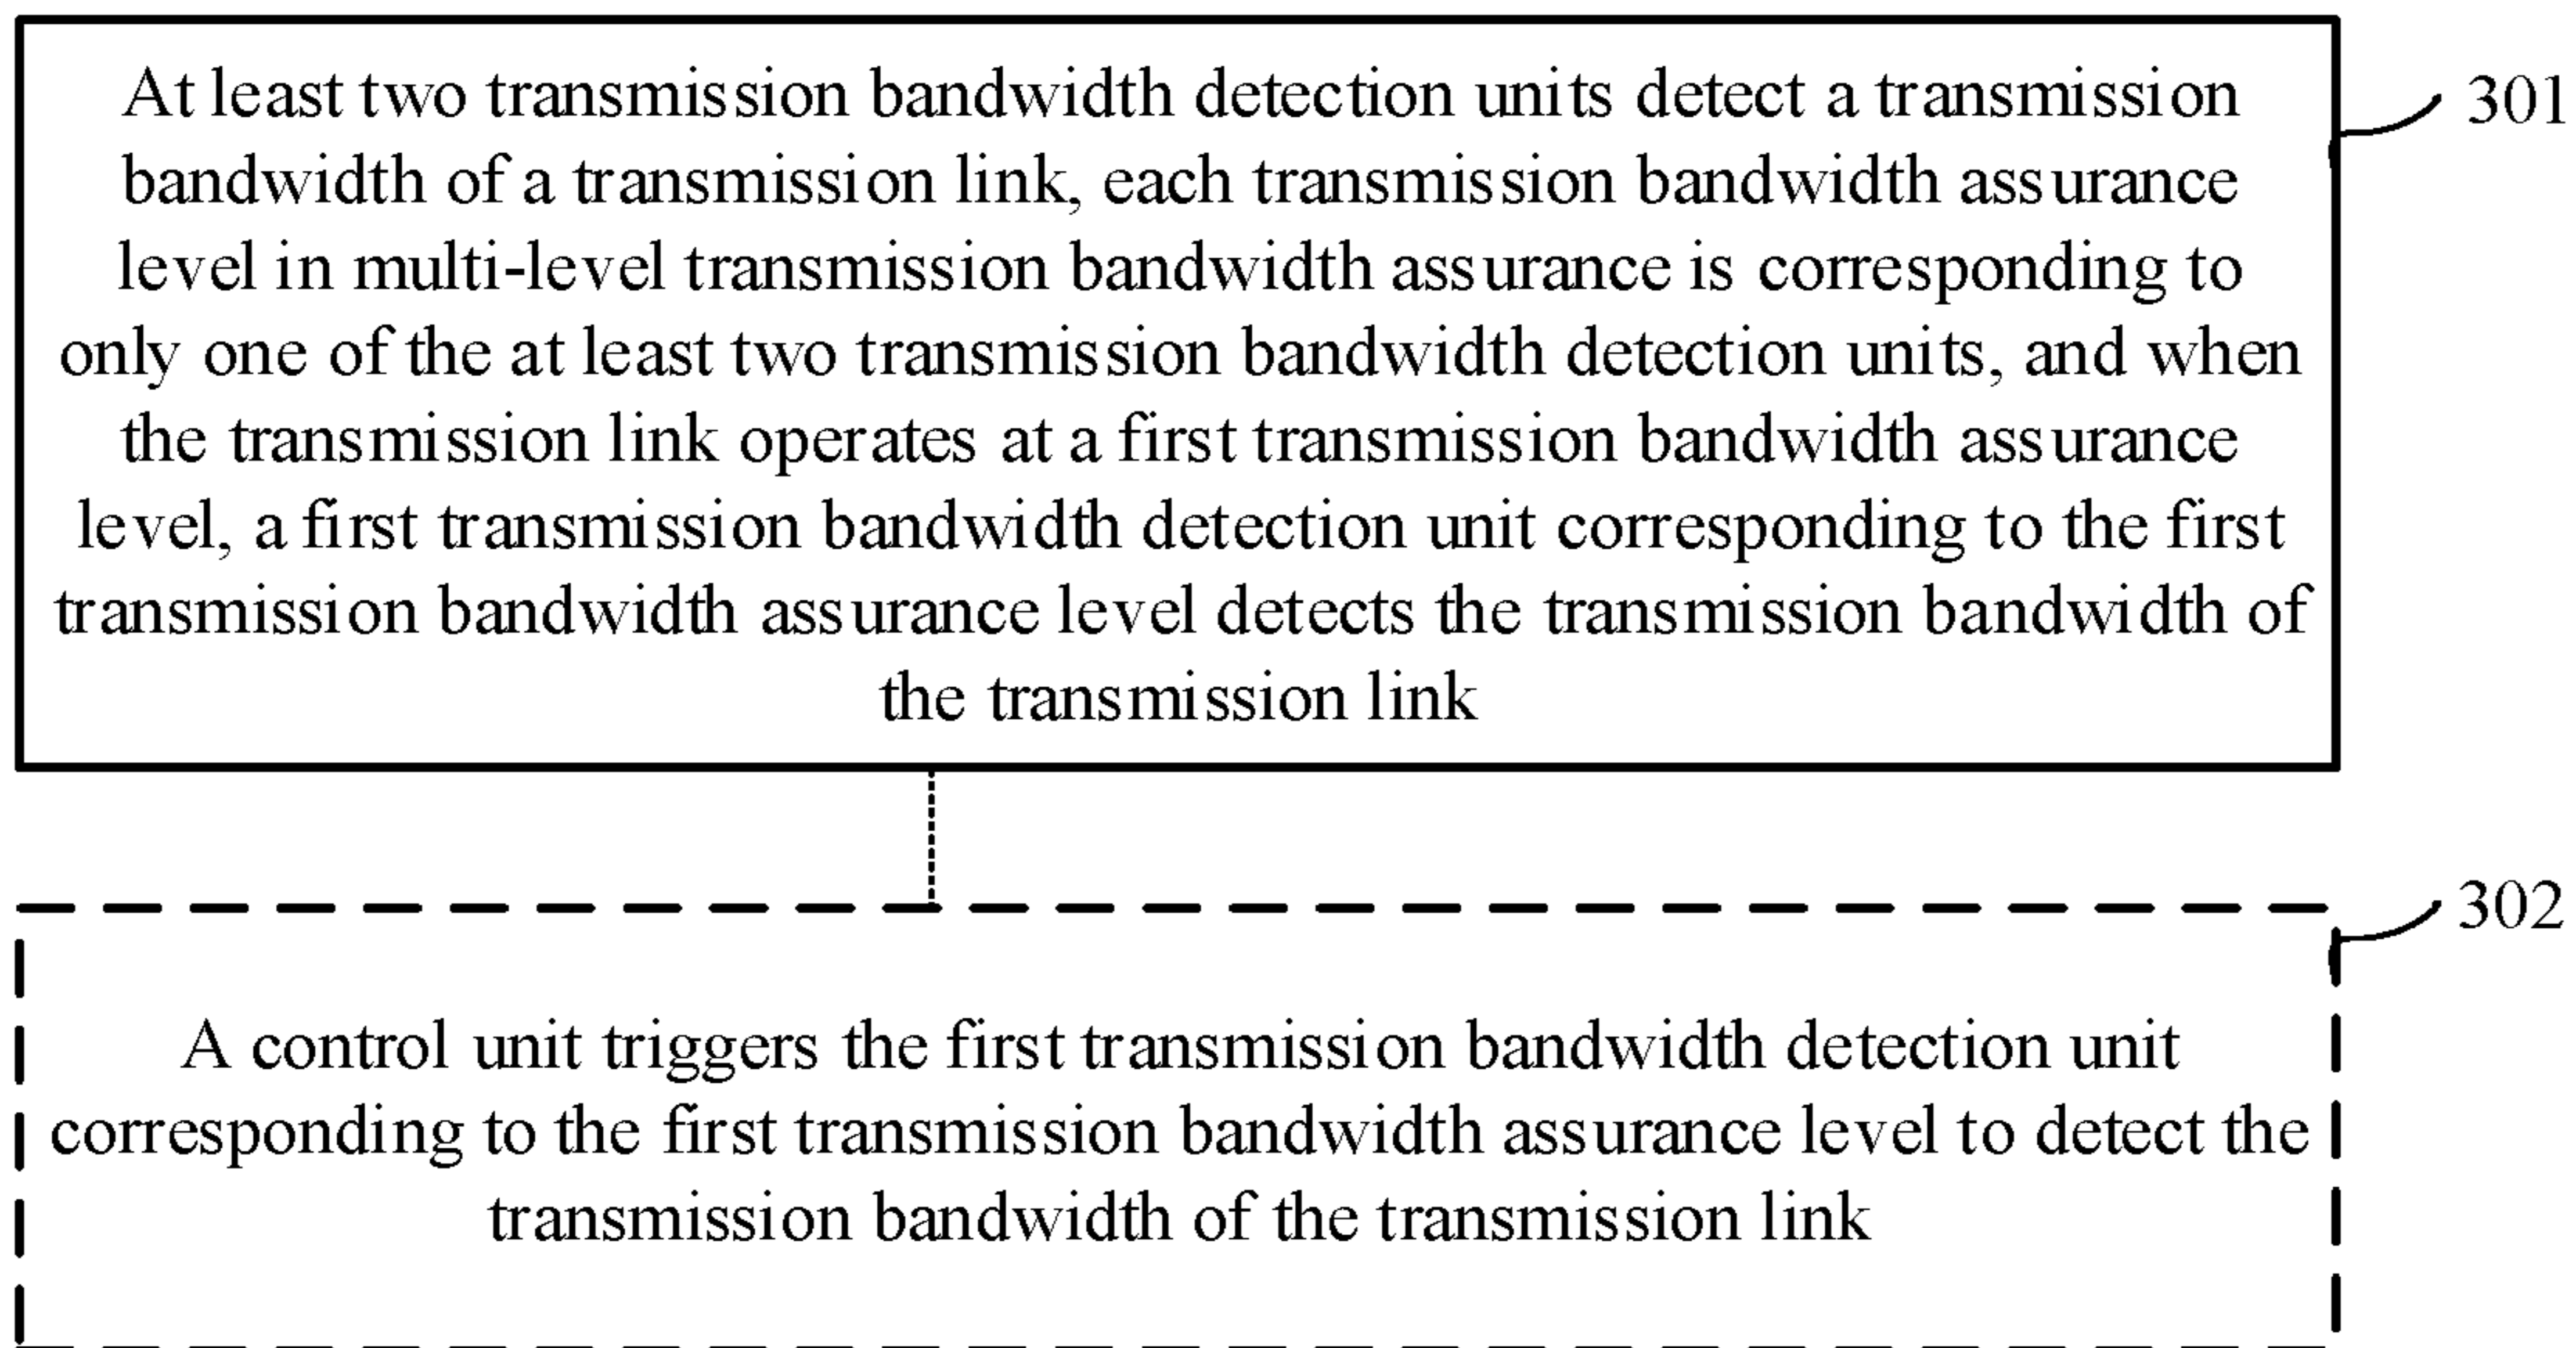 At least two transmission bandwidth detection units detect a transmission
bandwidth of a transmission link, each transmission bandwidth assurance
level in multi-level transmission bandwidth assurance is corresponding to
only one of the at least two transmission bandwidth detection units, and when
the transmission link operates at a first transmission bandwidth assurance
level, a first transmission bandwidth detection unit corresponding to the first
transmission bandwidth assurance level detects the transmission bandwidth of
the transmission link
301
302
A control unit triggers the first transmission bandwidth detection unit
corresponding to the first transmission bandwidth assurance level to detect the
transmission bandwidth of the transmission link